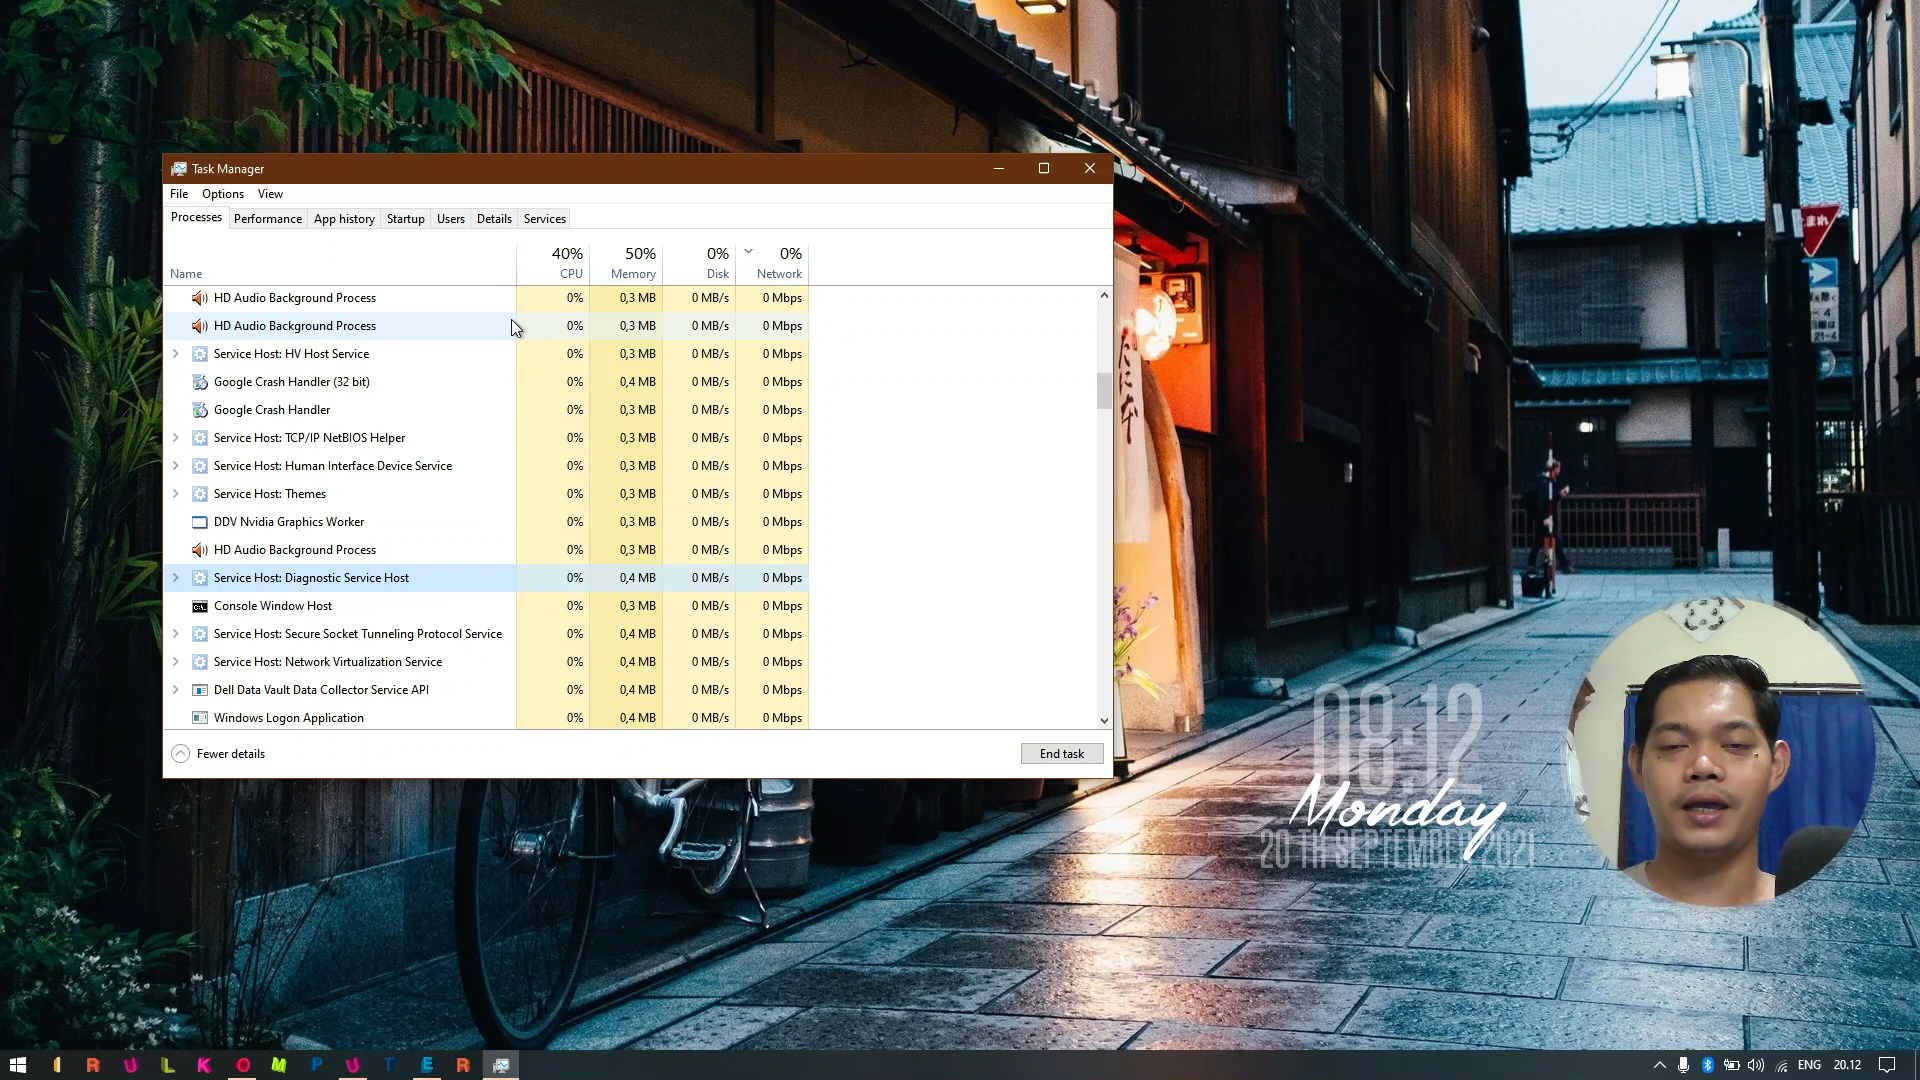 Task Manager
File Options View
Processes Performance App history Startup Users Details Services
40% 50% 0% 0%
Name CPU Memory Disk Network
HD Audio Background Process 0% 0,3 MB 0 MB/s 0 Mbps
HD Audio Background Process 0% 0,3 MB 0 MB/s 0 Mbps
Service Host: HV Host Service 0% 0,3 MB 0 MB/s 0 Mbps
Google Crash Handler (32 bit) 0% 0,4 MB 0 MB/s 0 Mbps
Google Crash Handler 0% 0,3 MB 0 MB/s 0 Mbps
Service Host: TCP/IP NetBIOS Helper 0% 0,3 MB 0 MB/s 0 Mbps
Service Host: Human Interface Device Service 0% 0,3 MB 0 MB/s 0 Mbps
Service Host: Themes 0% 0,3 MB 0 MB/s 0 Mbps
DDV Nvidia Graphics Worker 0% 0,3 MB 0 MB/s 0 Mbps
HD Audio Background Process 0% 0,3 MB 0 MB/s 0 Mbps
Service Host: Diagnostic Service Host 0% 0,4 MB 0 MB/s 0 Mbps
Console Window Host 0% 0,3 MB 0 MB/s 0 Mbps
Service Host: Secure Socket Tunneling Protocol Service 0% 0,4 MB 0 MB/s 0 Mbps
Service Host: Network Virtualization Service 0% 0,4 MB 0 MB/s 0 Mbps
Dell Data Vault Data Collector Service API 0% 0,4 MB 0 MB/s 0 Mbps
Windows Logon Application 0% 0,4 MB 0 MB/s 0 Mbps
Fewer details End task
止まれ
08:12
Monday
20 TH SEPTEMBER 2021
I R U L K O M P U T E R
ENG 20.12